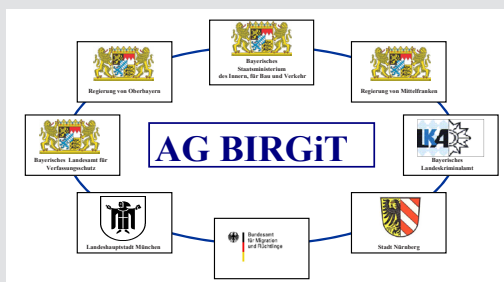 Bayerisches
Staatsministerium
des Innern, für Bau und Verkehr
Regierung von Oberbayern
Regierung von Mittelfranken
Bayerisches Landesamt für
Verfassungsschutz
AG BIRGiT
LKA
Bayerisches
Landeskriminalamt
Landeshauptstadt München
Bundesamt
für Migration
und Flüchtlinge
Stadt Nürnberg